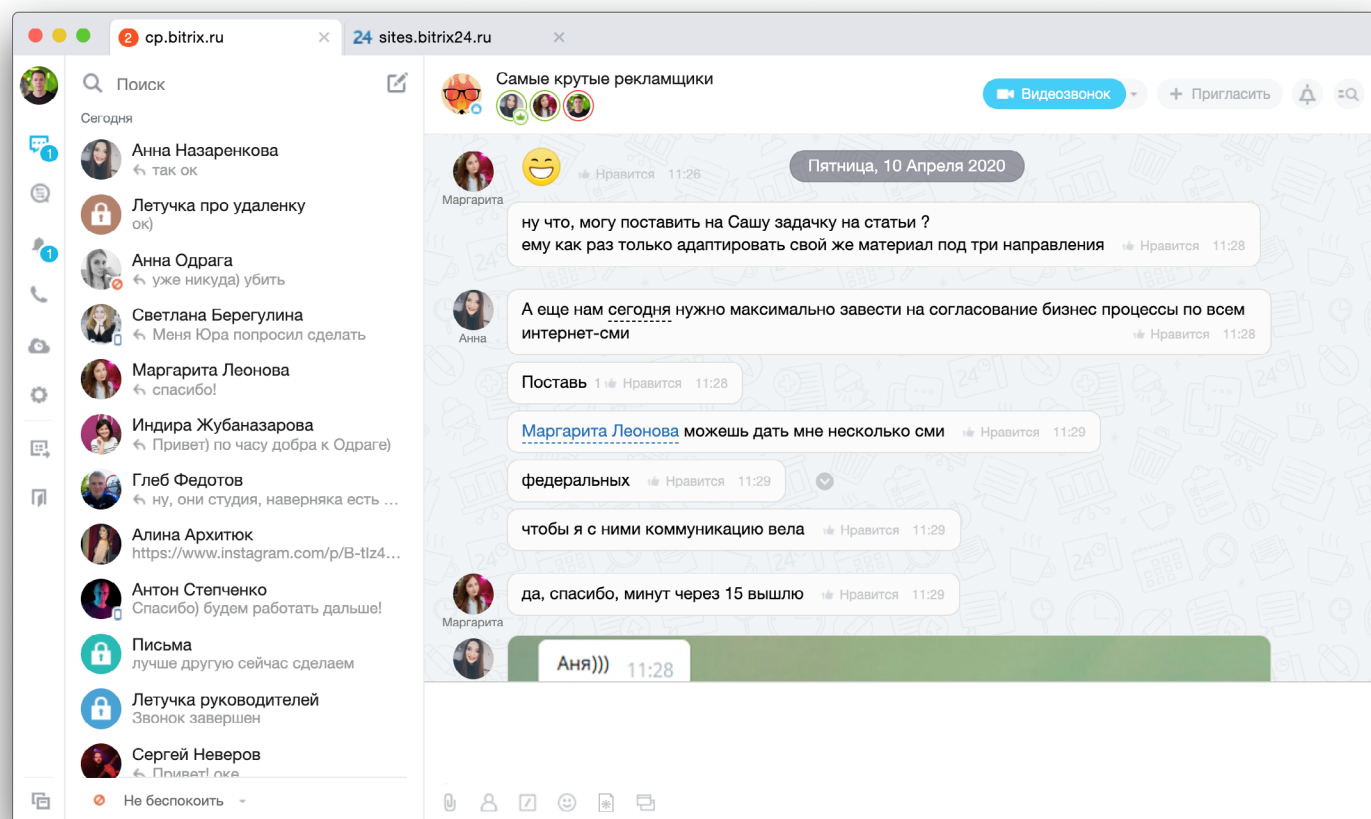 2 cp.bitrix.ru
24 sites.bitrix24.ru
Поиск
Сегодня
Анна Назаренкова
так ок
Летучка про удаленку
ок)
Анна Одрага
уже никуда) убить
Светлана Берегулина
Меня Юра попросил сделать
Маргарита Леонова
спасибо!
Индира Жубаназарова
Привет) по часу добра к Одраге)
Глеб Федотов
ну, они студия, наверняка есть ...
Алина Архитюк
https://www.instagram.com/p/B-tIz4...
Антон Степченко
Спасибо) будем работать дальше!
Письма
лучше другую сейчас сделаем
Летучка руководителей
Звонок завершен
Сергей Неверов
Привет! оке
Не беспокоить
1
1
Самые крутые рекламщики
Видеозвонок
+ Пригласить
Пятница, 10 Апреля 2020
Нравится 11:26
Маргарита
ну что, могу поставить на Сашу задачку на статьи ?
ему как раз только адаптировать свой же материал под три направления Нравится 11:28
А еще нам сегодня нужно максимально завести на согласование бизнес процессы по всем
интернет-сми Нравится 11:28
Анна
Поставь 1 Нравится 11:28
Маргарита Леонова можешь дать мне несколько сми Нравится 11:29
федеральных Нравится 11:29
чтобы я с ними коммуникацию вела Нравится 11:29
да, спасибо, минут через 15 вышлю Нравится 11:29
Маргарита
Аня))) 11:28